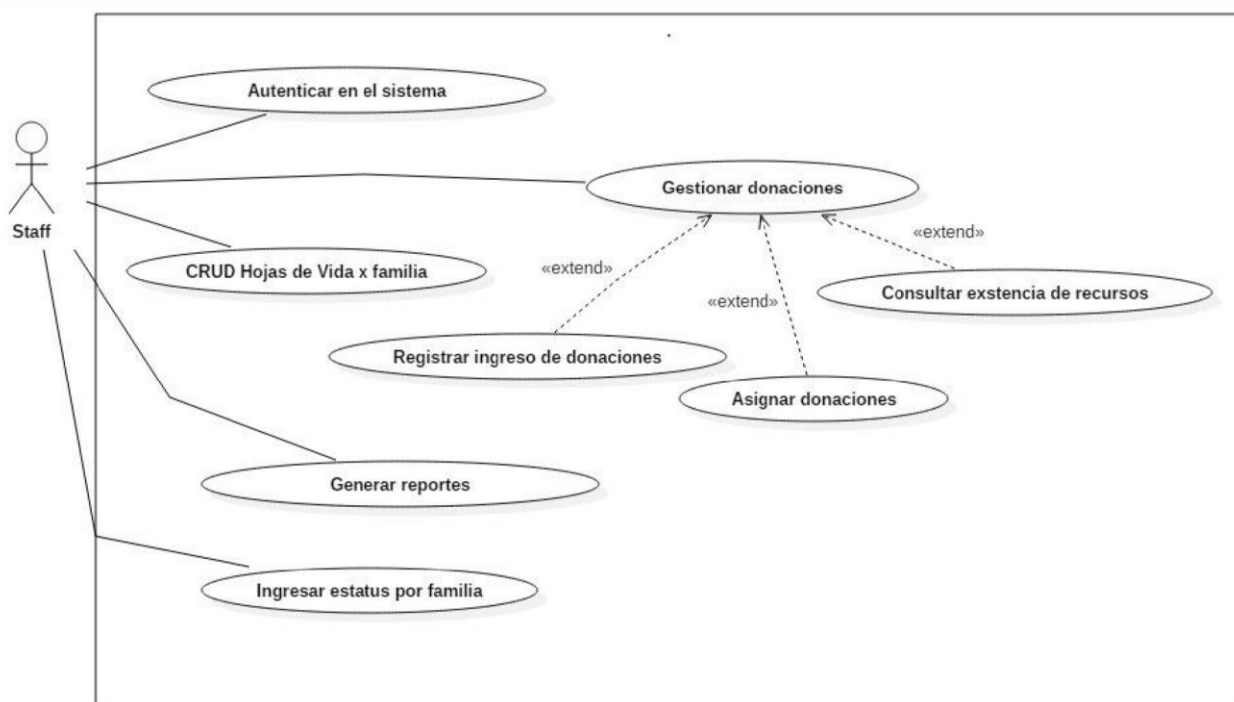 Autenticar en el sistema
Gestionar donaciones
Staff
«extend»
CRUD Hojas de Vida x familia
«extend»
«extend»
Consultar exstencia de recursos
Registrar ingreso de donaciones
Asignar donaciones
Generar reportes
Ingresar estatus por familia